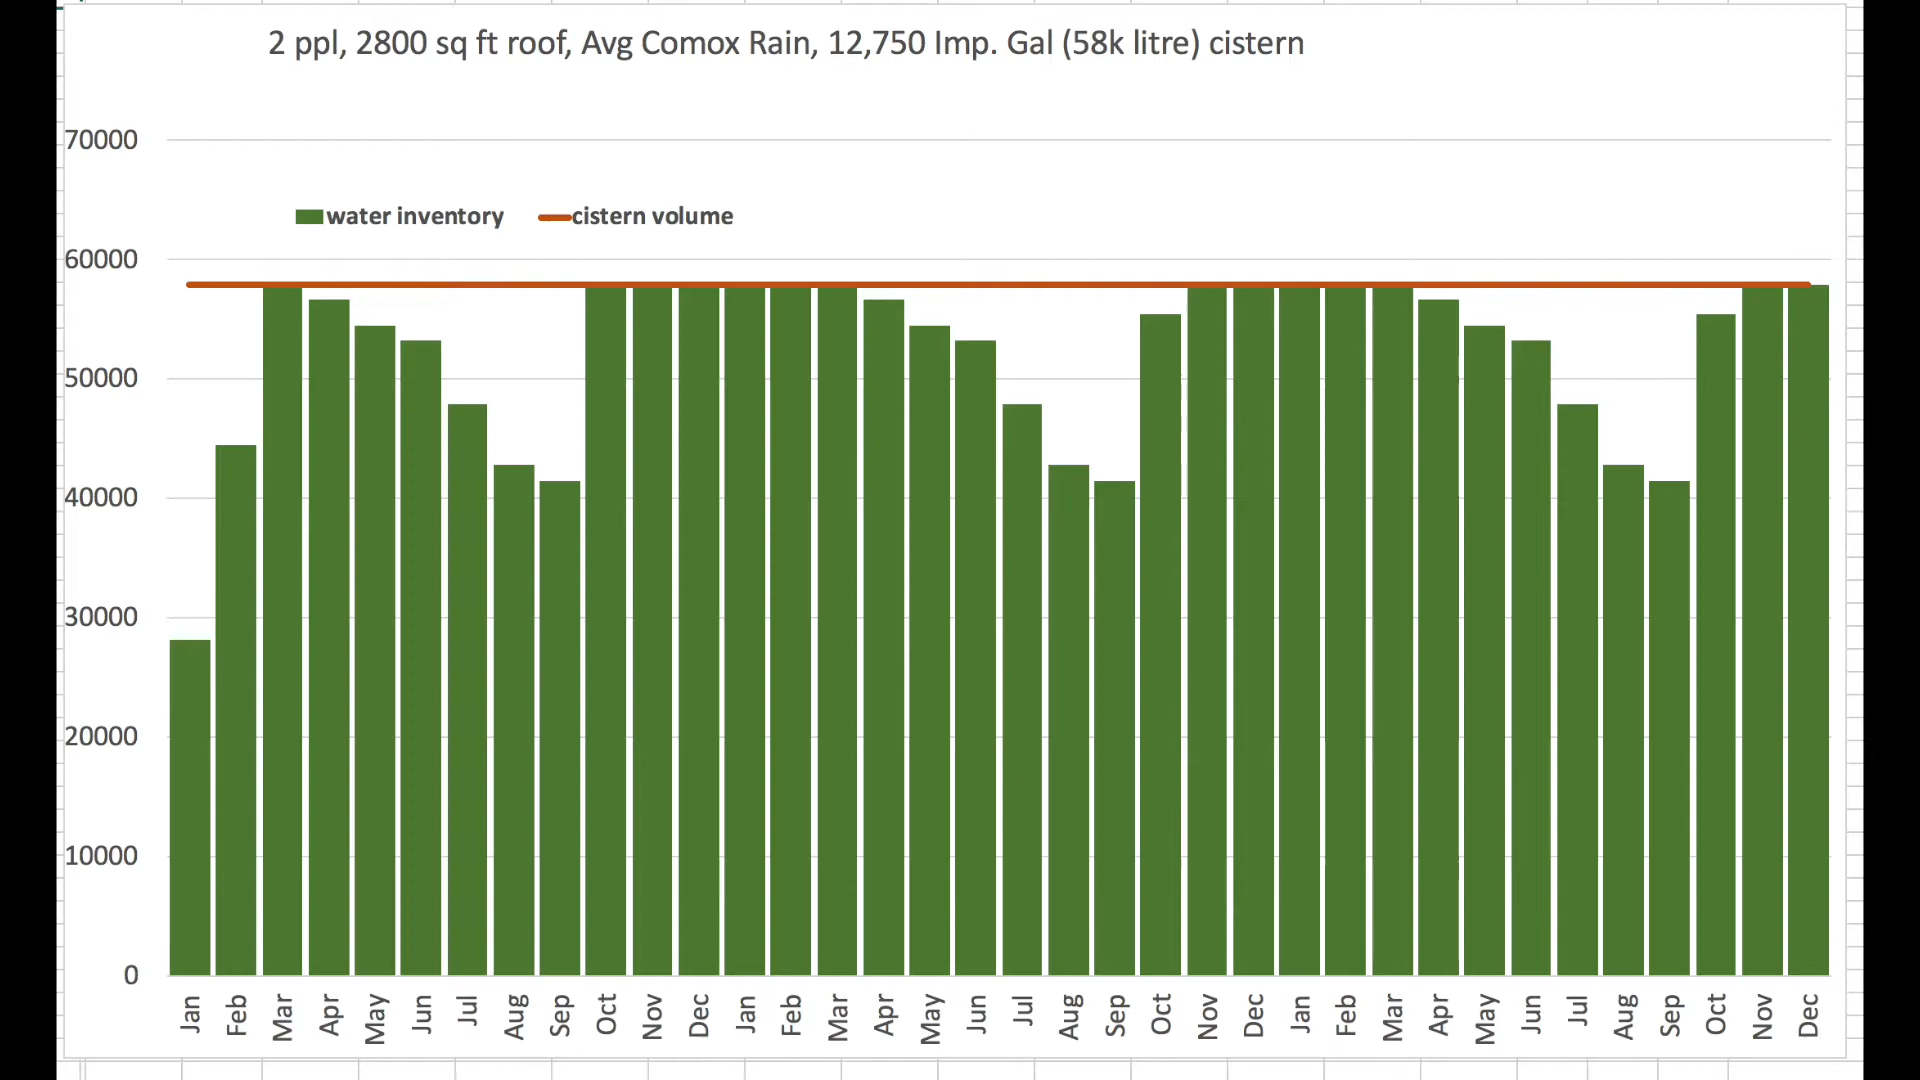 2 ppl, 2800 sq ft roof, Avg Comox Rain, 12,750 Imp. Gal (58k litre) cistern
70000
water inventory cistern volume
60000
50000
40000
30000
20000
10000
0
Jan Feb Mar Apr May Jun Jul Aug Sep Oct Nov Dec Jan Feb Mar Apr May Jun Jul Aug Sep Oct Nov Dec Jan Feb Mar Apr May Jun Jul Aug Sep Oct Nov Dec